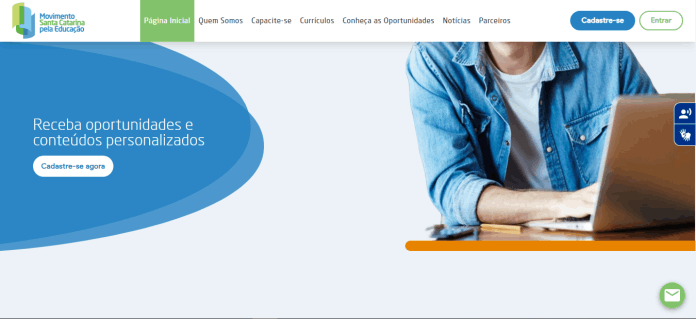 Movimento
Santa Catarina
pela Educação
Página Inicial Quem Somos Capacite-se Currículos Conheça as Oportunidades Notícias Parceiros
Cadastre-se Entrar
Receba oportunidades e
conteúdos personalizados
Cadastre-se agora